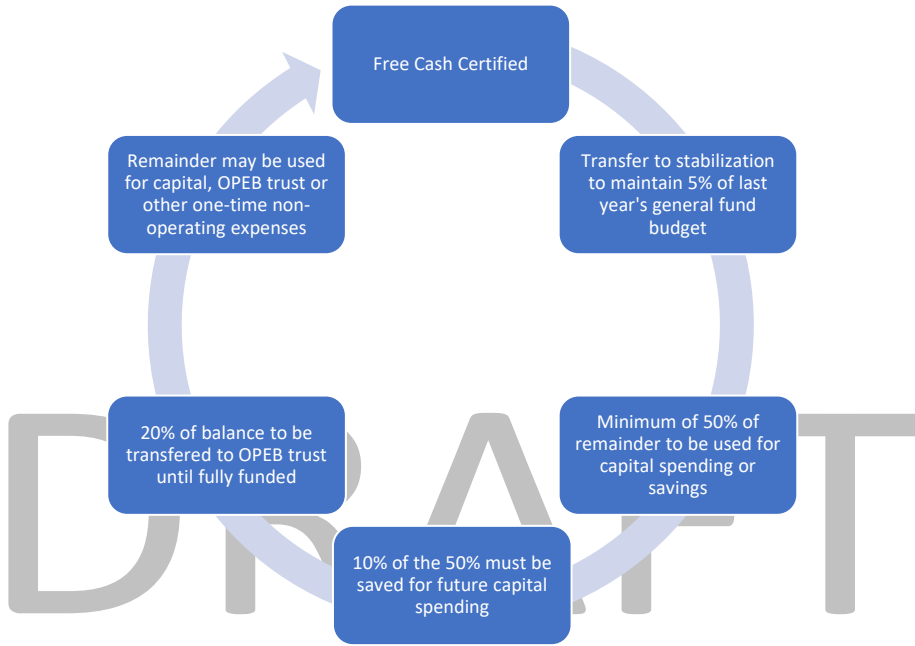 Free Cash Certified
Transfer to stabilization
to maintain 5% of last
year's general fund
budget
Minimum of 50% of
remainder to be used for
capital spending or
savings
10% of the 50% must be
saved for future capital
spending
20% of balance to be
transfered to OPEB trust
until fully funded
Remainder may be used
for capital, OPEB trust or
other one-time non-
operating expenses
DRAFT